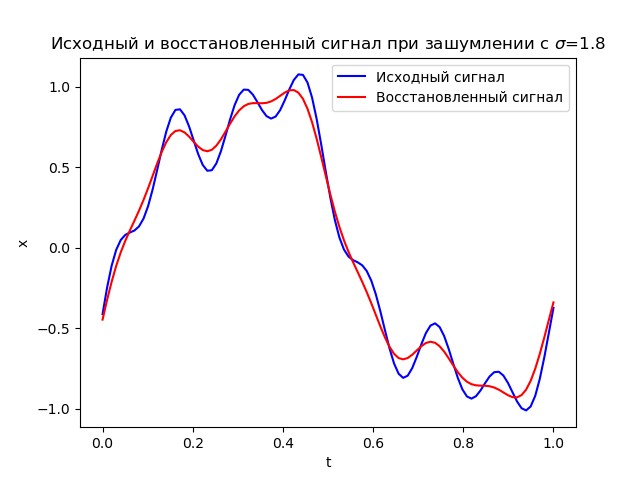 Исходный и восстановленный сигнал при зашумлении с σ=1.8
Исходный сигнал
Восстановленный сигнал
1.0
0.5
0.0
−0.5
−1.0
x
0.0
0.2
0.4
0.6
0.8
1.0
t